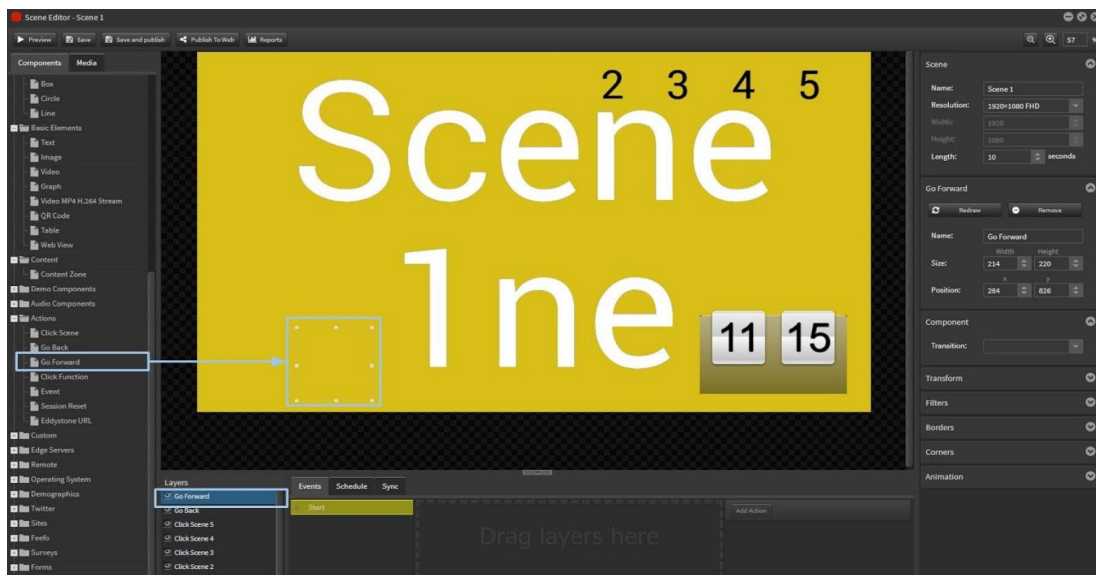 Scene Editor - Scene 1
Preview Save Save and publish Publish To Web Reports 57 %
Components Media
Box
Circle
Line
Basic Elements
Text
Image
Video
Graph
Video MP4 H.264 Stream
QR Code
Table
Web View
Content
Content Zone
Demo Components
Audio Components
Actions
Click Scene
Go Back
Go Forward
Click Function
Event
Session Reset
Eddystone URL
Custom
Edge Servers
Remote
Operating System
Demographics
Twitter
Sites
Feefo
Surveys
Forms
2 3 4 5
Scene
1ne
11 15
Layers
Go Forward
Go Back
Click Scene 5
Click Scene 4
Click Scene 3
Click Scene 2
Events Schedule Sync
Start
Drag layers here
Add Action
Scene
Name: Scene 1
Resolution: 1920×1080 FHD
Width: 1920
Height: 1080
Length: 10 seconds
Go Forward
Redraw Remove
Name: Go Forward
Width Height
Size: 214 220
x y
Position: 284 826
Component
Transition:
Transform
Filters
Borders
Corners
Animation